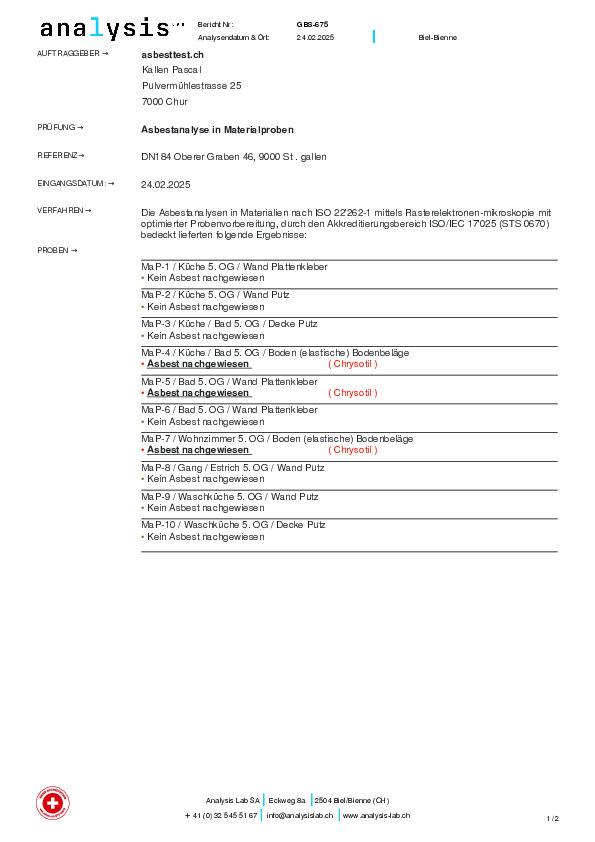 analysis
Bericht Nr: GBS-675
Analysendatum & Ort: 24.02.2025 Biel-Bienne
AUFTRAGGEBER → asbesttest.ch
Kallen Pascal
Pulvermühlestrasse 25
7000 Chur
PRÜFUNG → Asbestanalyse in Materialproben
REFERENZ→ DN184 Oberer Graben 46, 9000 St . gallen
EINGANGSDATUM: → 24.02.2025
VERFAHREN → Die Asbestanalysen in Materialien nach ISO 22'262-1 mittels Rasterelektronen-mikroskopie mit
optimierter Probenvorbereitung, durch den Akkreditierungsbereich ISO/IEC 17'025 (STS 0670)
bedeckt lieferten folgende Ergebnisse:
PROBEN →
MaP-1 / Küche 5. OG / Wand Plattenkleber
• Kein Asbest nachgewiesen
MaP-2 / Küche 5. OG / Wand Putz
• Kein Asbest nachgewiesen
MaP-3 / Küche / Bad 5. OG / Decke Putz
• Kein Asbest nachgewiesen
MaP-4 / Küche / Bad 5. OG / Boden (elastische) Bodenbeläge
• Asbest nachgewiesen ( Chrysotil )
MaP-5 / Bad 5. OG / Wand Plattenkleber
• Asbest nachgewiesen ( Chrysotil )
MaP-6 / Bad 5. OG / Wand Plattenkleber
• Kein Asbest nachgewiesen
MaP-7 / Wohnzimmer 5. OG / Boden (elastische) Bodenbeläge
• Asbest nachgewiesen ( Chrysotil )
MaP-8 / Gang / Estrich 5. OG / Wand Putz
• Kein Asbest nachgewiesen
MaP-9 / Waschküche 5. OG / Wand Putz
• Kein Asbest nachgewiesen
MaP-10 / Waschküche 5. OG / Decke Putz
• Kein Asbest nachgewiesen
Analysis Lab SA | Eckweg 8a | 2504 Biel/Bienne (CH)
+ 41 (0) 32 545 51 67 | info@analysislab.ch | www.analysis-lab.ch
1 / 2